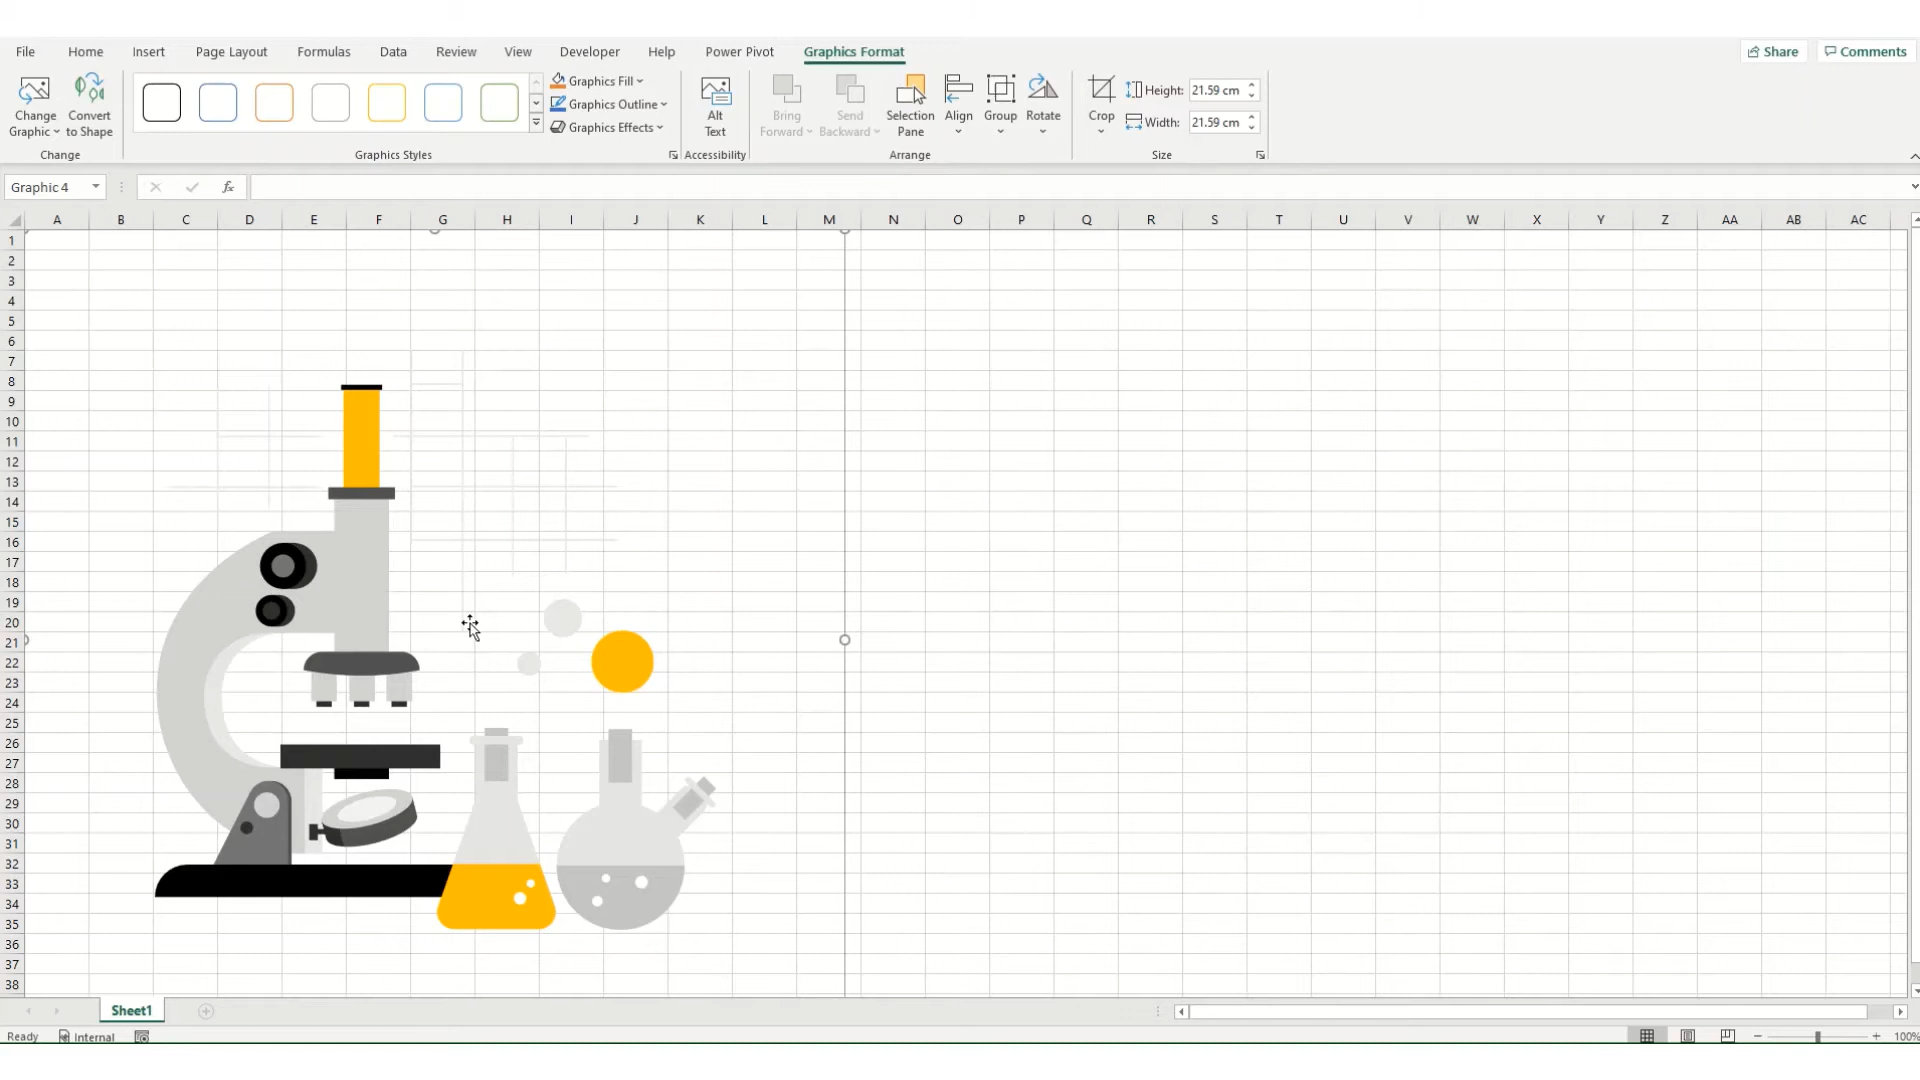 File Home Insert Page Layout Formulas Data Review View Developer Help Power Pivot Graphics Format Share Comments
Change Graphic
Convert to Shape
Change
Graphics Fill
Graphics Outline
Graphics Effects
Graphics Styles
Alt Text
Accessibility
Bring Forward
Send Backward
Selection Pane
Align
Group
Rotate
Arrange
Crop
Height: 21.59 cm
Width: 21.59 cm
Size
Graphic 4
fx
A B C D E F G H I J K L M N O P Q R S T U V W X Y Z AA AB AC
1
2
3
4
5
6
7
8
9
10
11
12
13
14
15
16
17
18
19
20
21
22
23
24
25
26
27
28
29
30
31
32
33
34
35
36
37
38
Sheet1
Ready Internal 100%